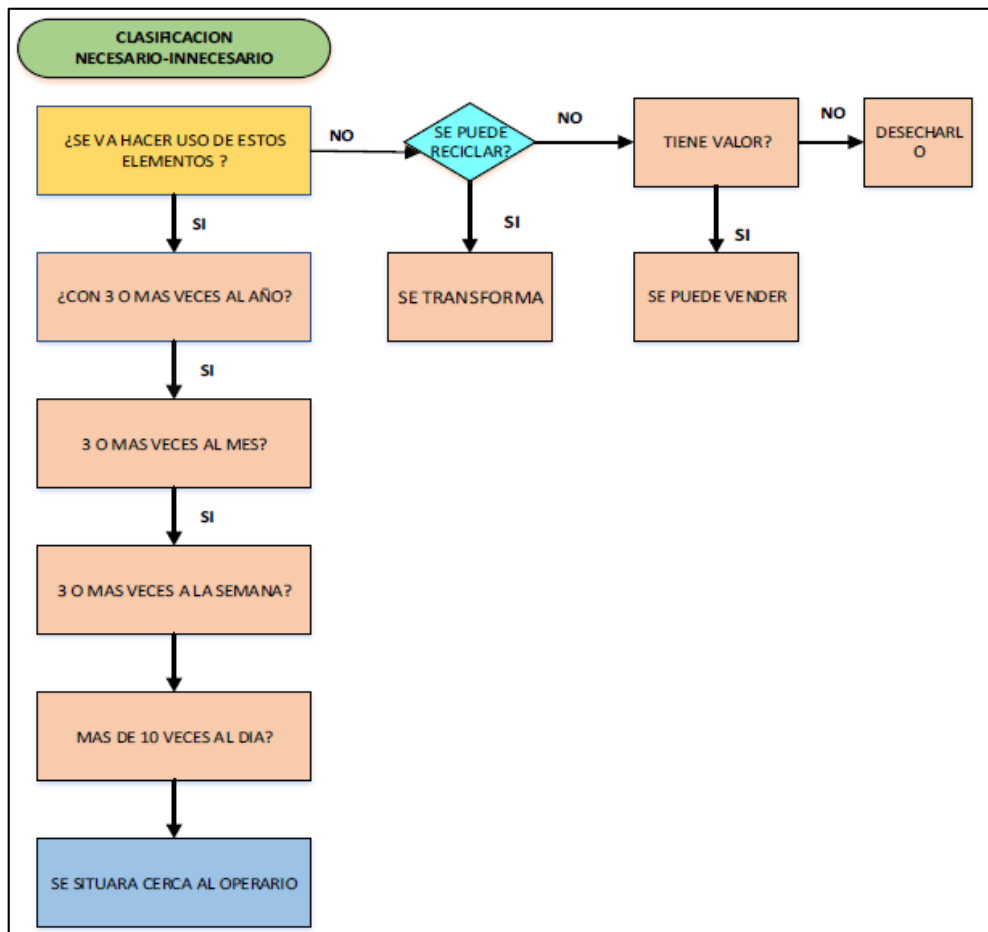 CLASIFICACION
NECESARIO-INNECESARIO
¿SE VA HACER USO DE ESTOS
ELEMENTOS ?
NO
SE PUEDE
RECICLAR?
NO
TIENE VALOR?
NO
DESECHARL
O
SI
SI
SI
¿CON 3 O MAS VECES AL AÑO?
SE TRANSFORMA
SE PUEDE VENDER
SI
3 O MAS VECES AL MES?
SI
3 O MAS VECES A LA SEMANA?
MAS DE 10 VECES AL DIA?
SE SITUARA CERCA AL OPERARIO